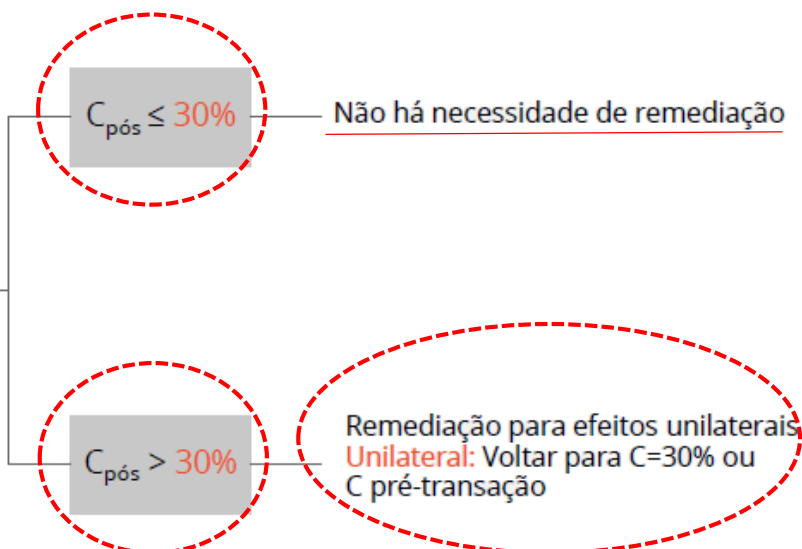 Cpós ≤ 30%
Não há necessidade de remediação
Cpós > 30%
Remediação para efeitos unilaterais
Unilateral: Voltar para C=30% ou
C pré-transação